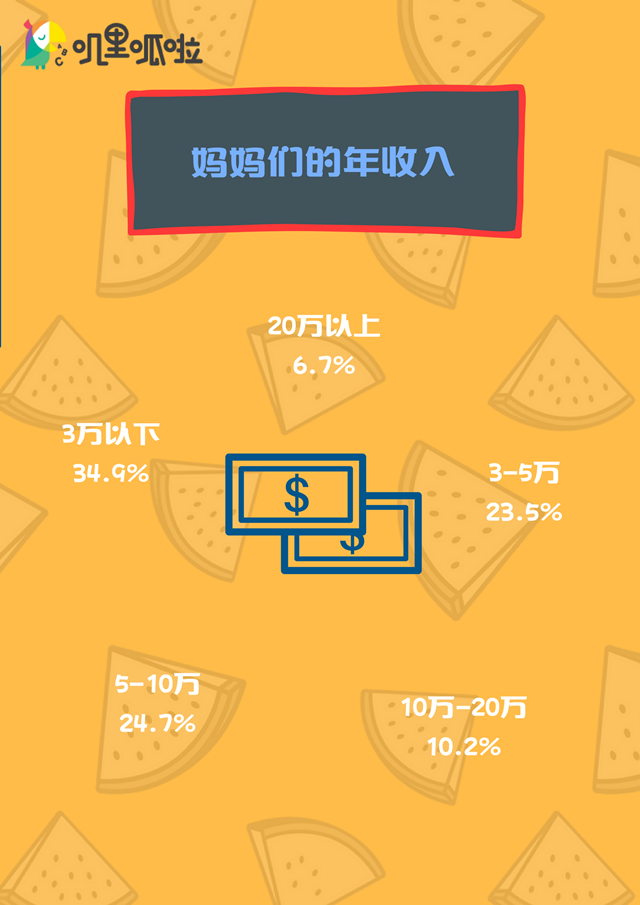 叽里呱啦
ABC
妈妈们的年收入
20万以上
6.7%
3万以下
34.9%
3-5万
23.5%
$
$
5-10万
24.7%
10万-20万
10.2%